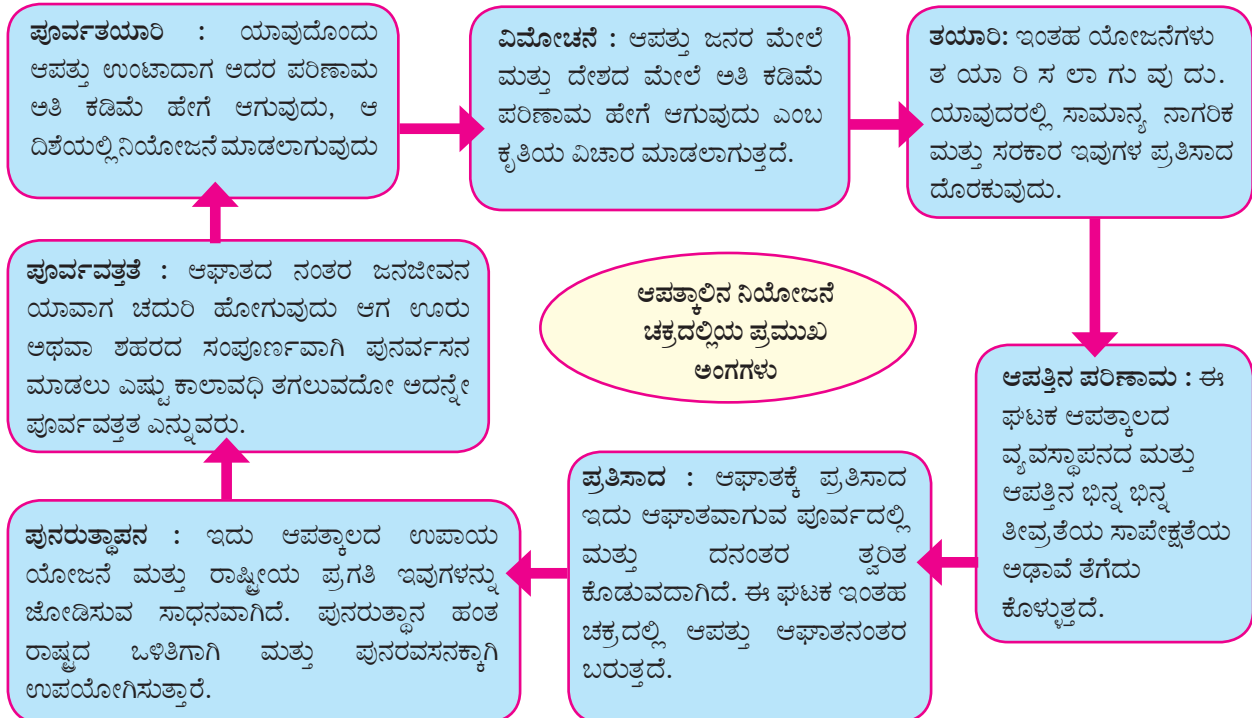 ಪೂರ್ವತಯಾರಿ : ಯಾವುದೊಂದು
ಆಪತ್ತು ಉಂಟಾದಾಗ ಅದರ ಪರಿಣಾಮ
ಅತಿ ಕಡಿಮೆ ಹೇಗೆ ಆಗುವುದು, ಆ
ದಿಶೆಯಲ್ಲಿ ನಿಯೋಜನೆ ಮಾಡಲಾಗುವುದು
ವಿಮೋಚನೆ : ಆಪತ್ತು ಜನರ ಮೇಲೆ
ಮತ್ತು ದೇಶದ ಮೇಲೆ ಅತಿ ಕಡಿಮೆ
ಪರಿಣಾಮ ಹೇಗೆ ಆಗುವುದು ಎಂಬ
ಕೃತಿಯ ವಿಚಾರ ಮಾಡಲಾಗುತ್ತದೆ.
ತಯಾರಿ: ಇಂತಹ ಯೋಜನೆಗಳು
ತ ಯಾ ರಿ ಸ ಲಾ ಗು ವು ದು.
ಯಾವುದರಲ್ಲಿ ಸಾಮಾನ್ಯ ನಾಗರಿಕ
ಮತ್ತು ಸರಕಾರ ಇವುಗಳ ಪ್ರತಿಸಾದ
ದೊರಕುವುದು.
ಪೂರ್ವವತ್ತತೆ : ಆಘಾತದ ನಂತರ ಜನಜೀವನ
ಯಾವಾಗ ಚದುರಿ ಹೋಗುವುದು ಆಗ ಊರು
ಅಥವಾ ಶಹರದ ಸಂಪೂರ್ಣವಾಗಿ ಪುನರ್ವಸನ
ಮಾಡಲು ಎಷ್ಟು ಕಾಲಾವಧಿ ತಗಲುವದೋ ಅದನ್ನೇ
ಪೂರ್ವವತ್ತತ ಎನ್ನುವರು.
ಆಪತ್ಕಾಲಿನ ನಿಯೋಜನೆ
ಚಕ್ರದಲ್ಲಿಯ ಪ್ರಮುಖ
ಅಂಗಗಳು
ಆಪತ್ತಿನ ಪರಿಣಾಮ : ಈ
ಘಟಕ ಆಪತ್ಕಾಲದ
ವ್ಯವಸ್ಥಾಪನದ ಮತ್ತು
ಆಪತ್ತಿನ ಭಿನ್ನ ಭಿನ್ನ
ತೀವ್ರತೆಯ ಸಾಪೇಕ್ಷತೆಯ
ಅಢಾವೆ ತೆಗೆದು
ಕೊಳ್ಳುತ್ತದೆ.
ಪ್ರತಿಸಾದ : ಆಘಾತಕ್ಕೆ ಪ್ರತಿಸಾದ
ಇದು ಆಘಾತವಾಗುವ ಪೂರ್ವದಲ್ಲಿ
ಮತ್ತು ದನಂತರ ತ್ವರಿತ
ಕೊಡುವದಾಗಿದೆ. ಈ ಘಟಕ ಇಂತಹ
ಚಕ್ರದಲ್ಲಿ ಆಪತ್ತು ಆಘಾತನಂತರ
ಬರುತ್ತದೆ.
ಪುನರುತ್ಥಾಪನ : ಇದು ಆಪತ್ಕಾಲದ ಉಪಾಯ
ಯೋಜನೆ ಮತ್ತು ರಾಷ್ಟ್ರೀಯ ಪ್ರಗತಿ ಇವುಗಳನ್ನು
ಜೋಡಿಸುವ ಸಾಧನವಾಗಿದೆ. ಪುನರುತ್ಥಾನ ಹಂತ
ರಾಷ್ಟ್ರದ ಒಳಿತಿಗಾಗಿ ಮತ್ತು ಪುನರವಸನಕ್ಕಾಗಿ
ಉಪಯೋಗಿಸುತ್ತಾರೆ.